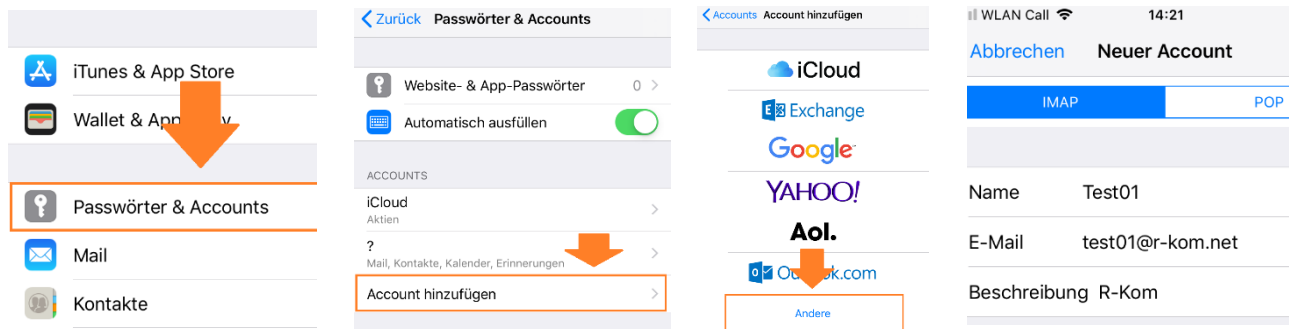 iTunes & App Store
Wallet & App
Passwörter & Accounts
Mail
Kontakte
Zurück Passwörter & Accounts
Website- & App-Passwörter 0
Automatisch ausfüllen
ACCOUNTS
iCloud
Aktien
?
Mail, Kontakte, Kalender, Erinnerungen
Account hinzufügen
Accounts Account hinzufügen
iCloud
E Exchange
Google
YAHOO!
Aol.
Outlook.com
Andere
WLAN Call 14:21
Abbrechen Neuer Account
IMAP POP
Name Test01
E-Mail test01@r-kom.net
Beschreibung R-Kom